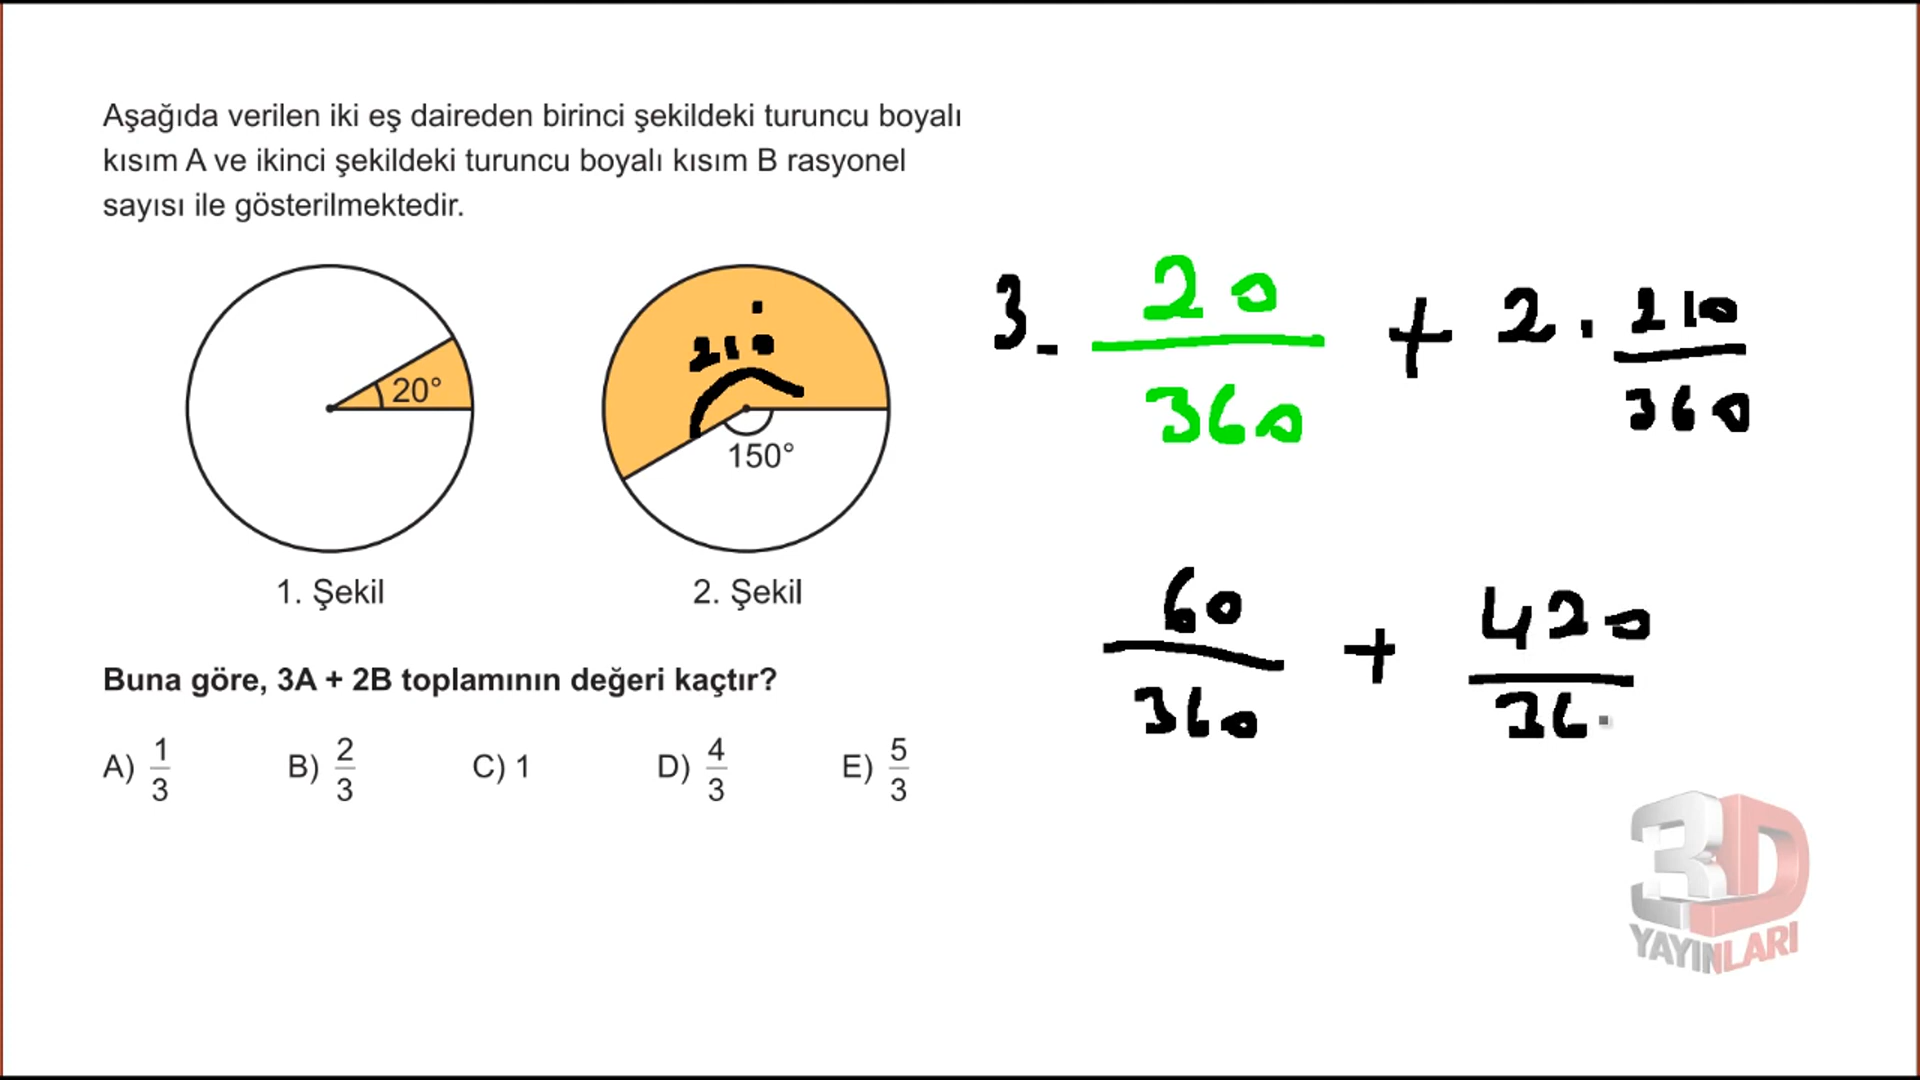 Aşağıda verilen iki eş daireden birinci şekildeki turuncu boyalı
kısım A ve ikinci şekildeki turuncu boyalı kısım B rasyonel
sayısı ile gösterilmektedir.
20°
210
150°
1. Şekil
2. Şekil
Buna göre, 3A + 2B toplamının değeri kaçtır?
A) 1/3 B) 2/3 C) 1 D) 4/3 E) 5/3
3. 20/360 + 2. 210/360
60/360 + 420/36
3D
YAYINLARI